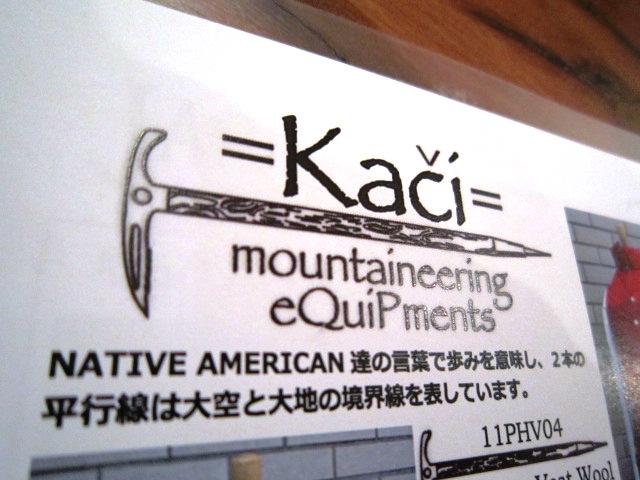 =Kači=
mountaineering
eQuiPments
NATIVE AMERICAN 達の言葉で歩みを意味し、2本の
平行線は大空と大地の境界線を表しています。
11PHV04
Vest Wool